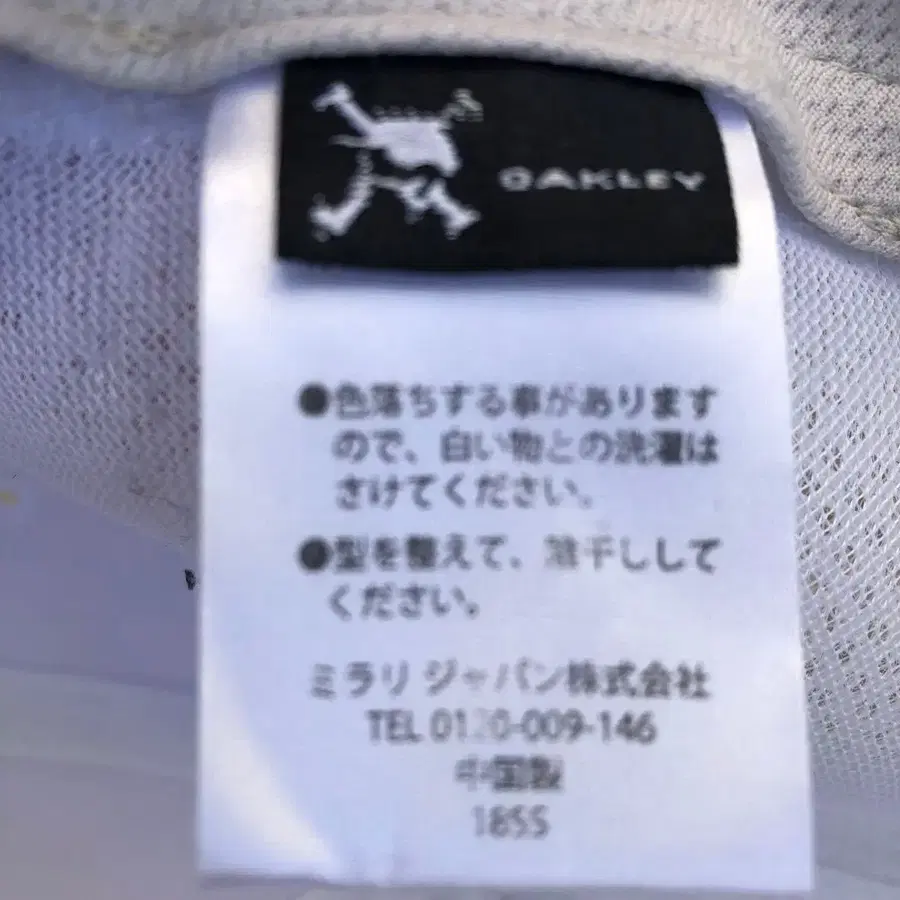 OAKLEY
●色落ちする事があります
ので、白い物との洗濯は
さけてください。
●型を整えて、陰干しして
ください。
ミラリ ジャパン株式会社
TEL 0120-009-146
中国製
18SS